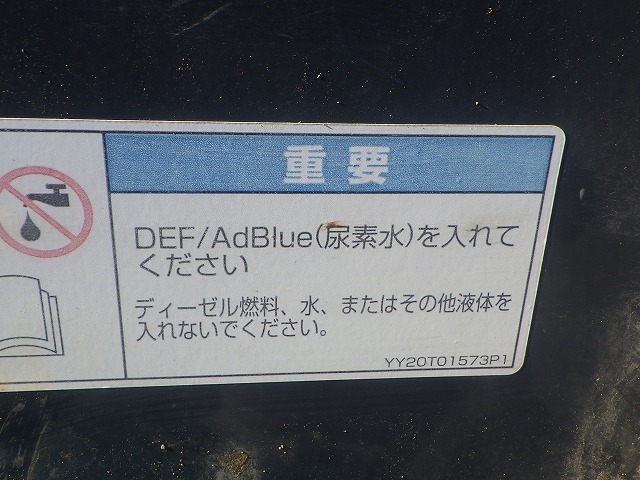 重要
DEF/AdBlue(尿素水)を入れて
ください
ディーゼル燃料、水、またはその他液体を
入れないでください。
YY20T01573P1